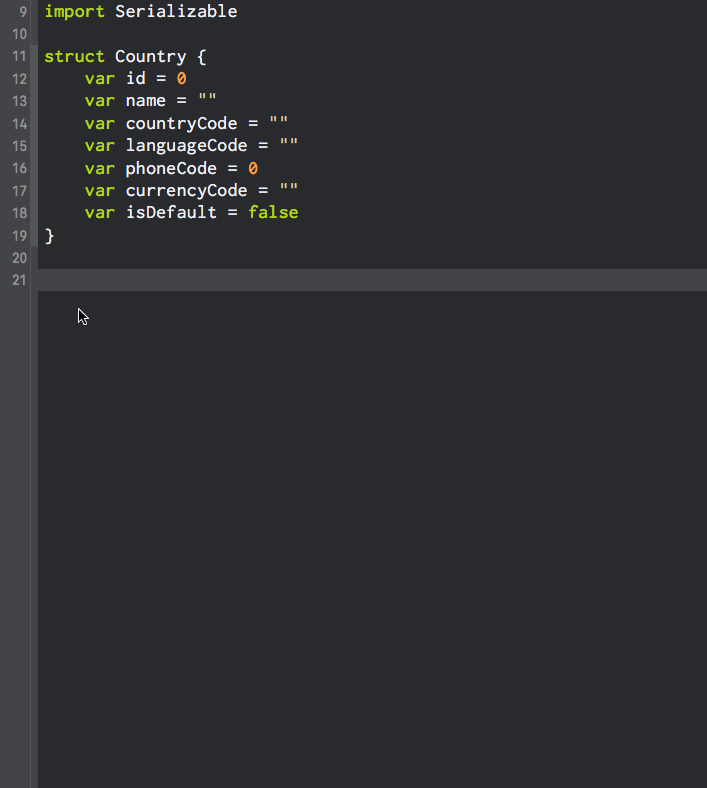 9 import Serializable
10
11 struct Country {
12     var id = 0
13     var name = ""
14     var countryCode = ""
15     var languageCode = ""
16     var phoneCode = 0
17     var currencyCode = ""
18     var isDefault = false
19 }
20
21